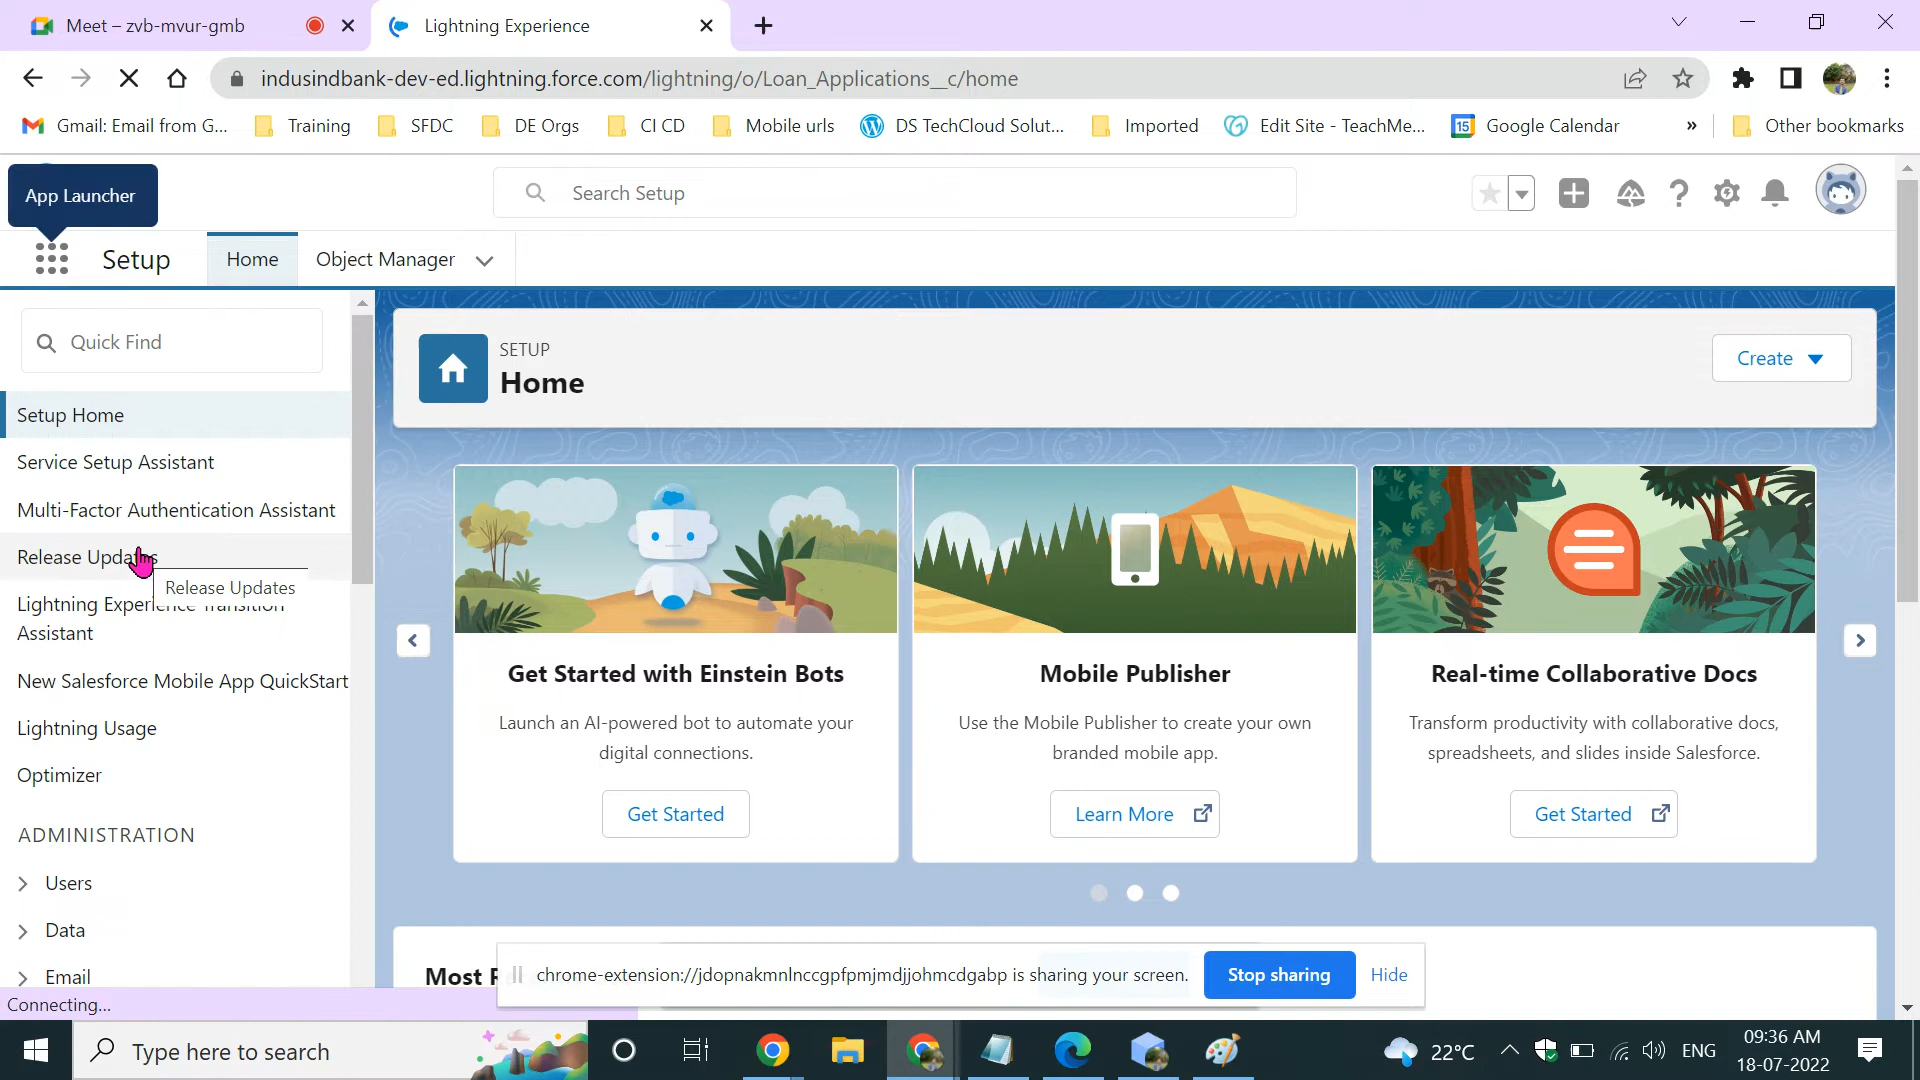 Meet – zvb-mvur-gmb
Lightning Experience
indusindbank-dev-ed.lightning.force.com/lightning/o/Loan_Applications__c/home
Gmail: Email from G...
Training
SFDC
DE Orgs
CI CD
Mobile urls
DS TechCloud Solut...
Imported
Edit Site - TeachMe...
15
Google Calendar
»
Other bookmarks
App Launcher
Search Setup
Setup
Home
Object Manager
Quick Find
Setup Home
Service Setup Assistant
Multi-Factor Authentication Assistant
Release Updates
Release Updates
Lightning Experience Transition
Assistant
New Salesforce Mobile App QuickStart
Lightning Usage
Optimizer
ADMINISTRATION
Users
Data
Email
Connecting...
SETUP
Home
Create
Get Started with Einstein Bots
Launch an AI-powered bot to automate your
digital connections.
Get Started
Mobile Publisher
Use the Mobile Publisher to create your own
branded mobile app.
Learn More
Real-time Collaborative Docs
Transform productivity with collaborative docs,
spreadsheets, and slides inside Salesforce.
Get Started
Most
chrome-extension://jdopnakmnlnccgpfpmjmdjjohmcdgabp is sharing your screen.
Stop sharing
Hide
Type here to search
22°C
ENG
09:36 AM
18-07-2022